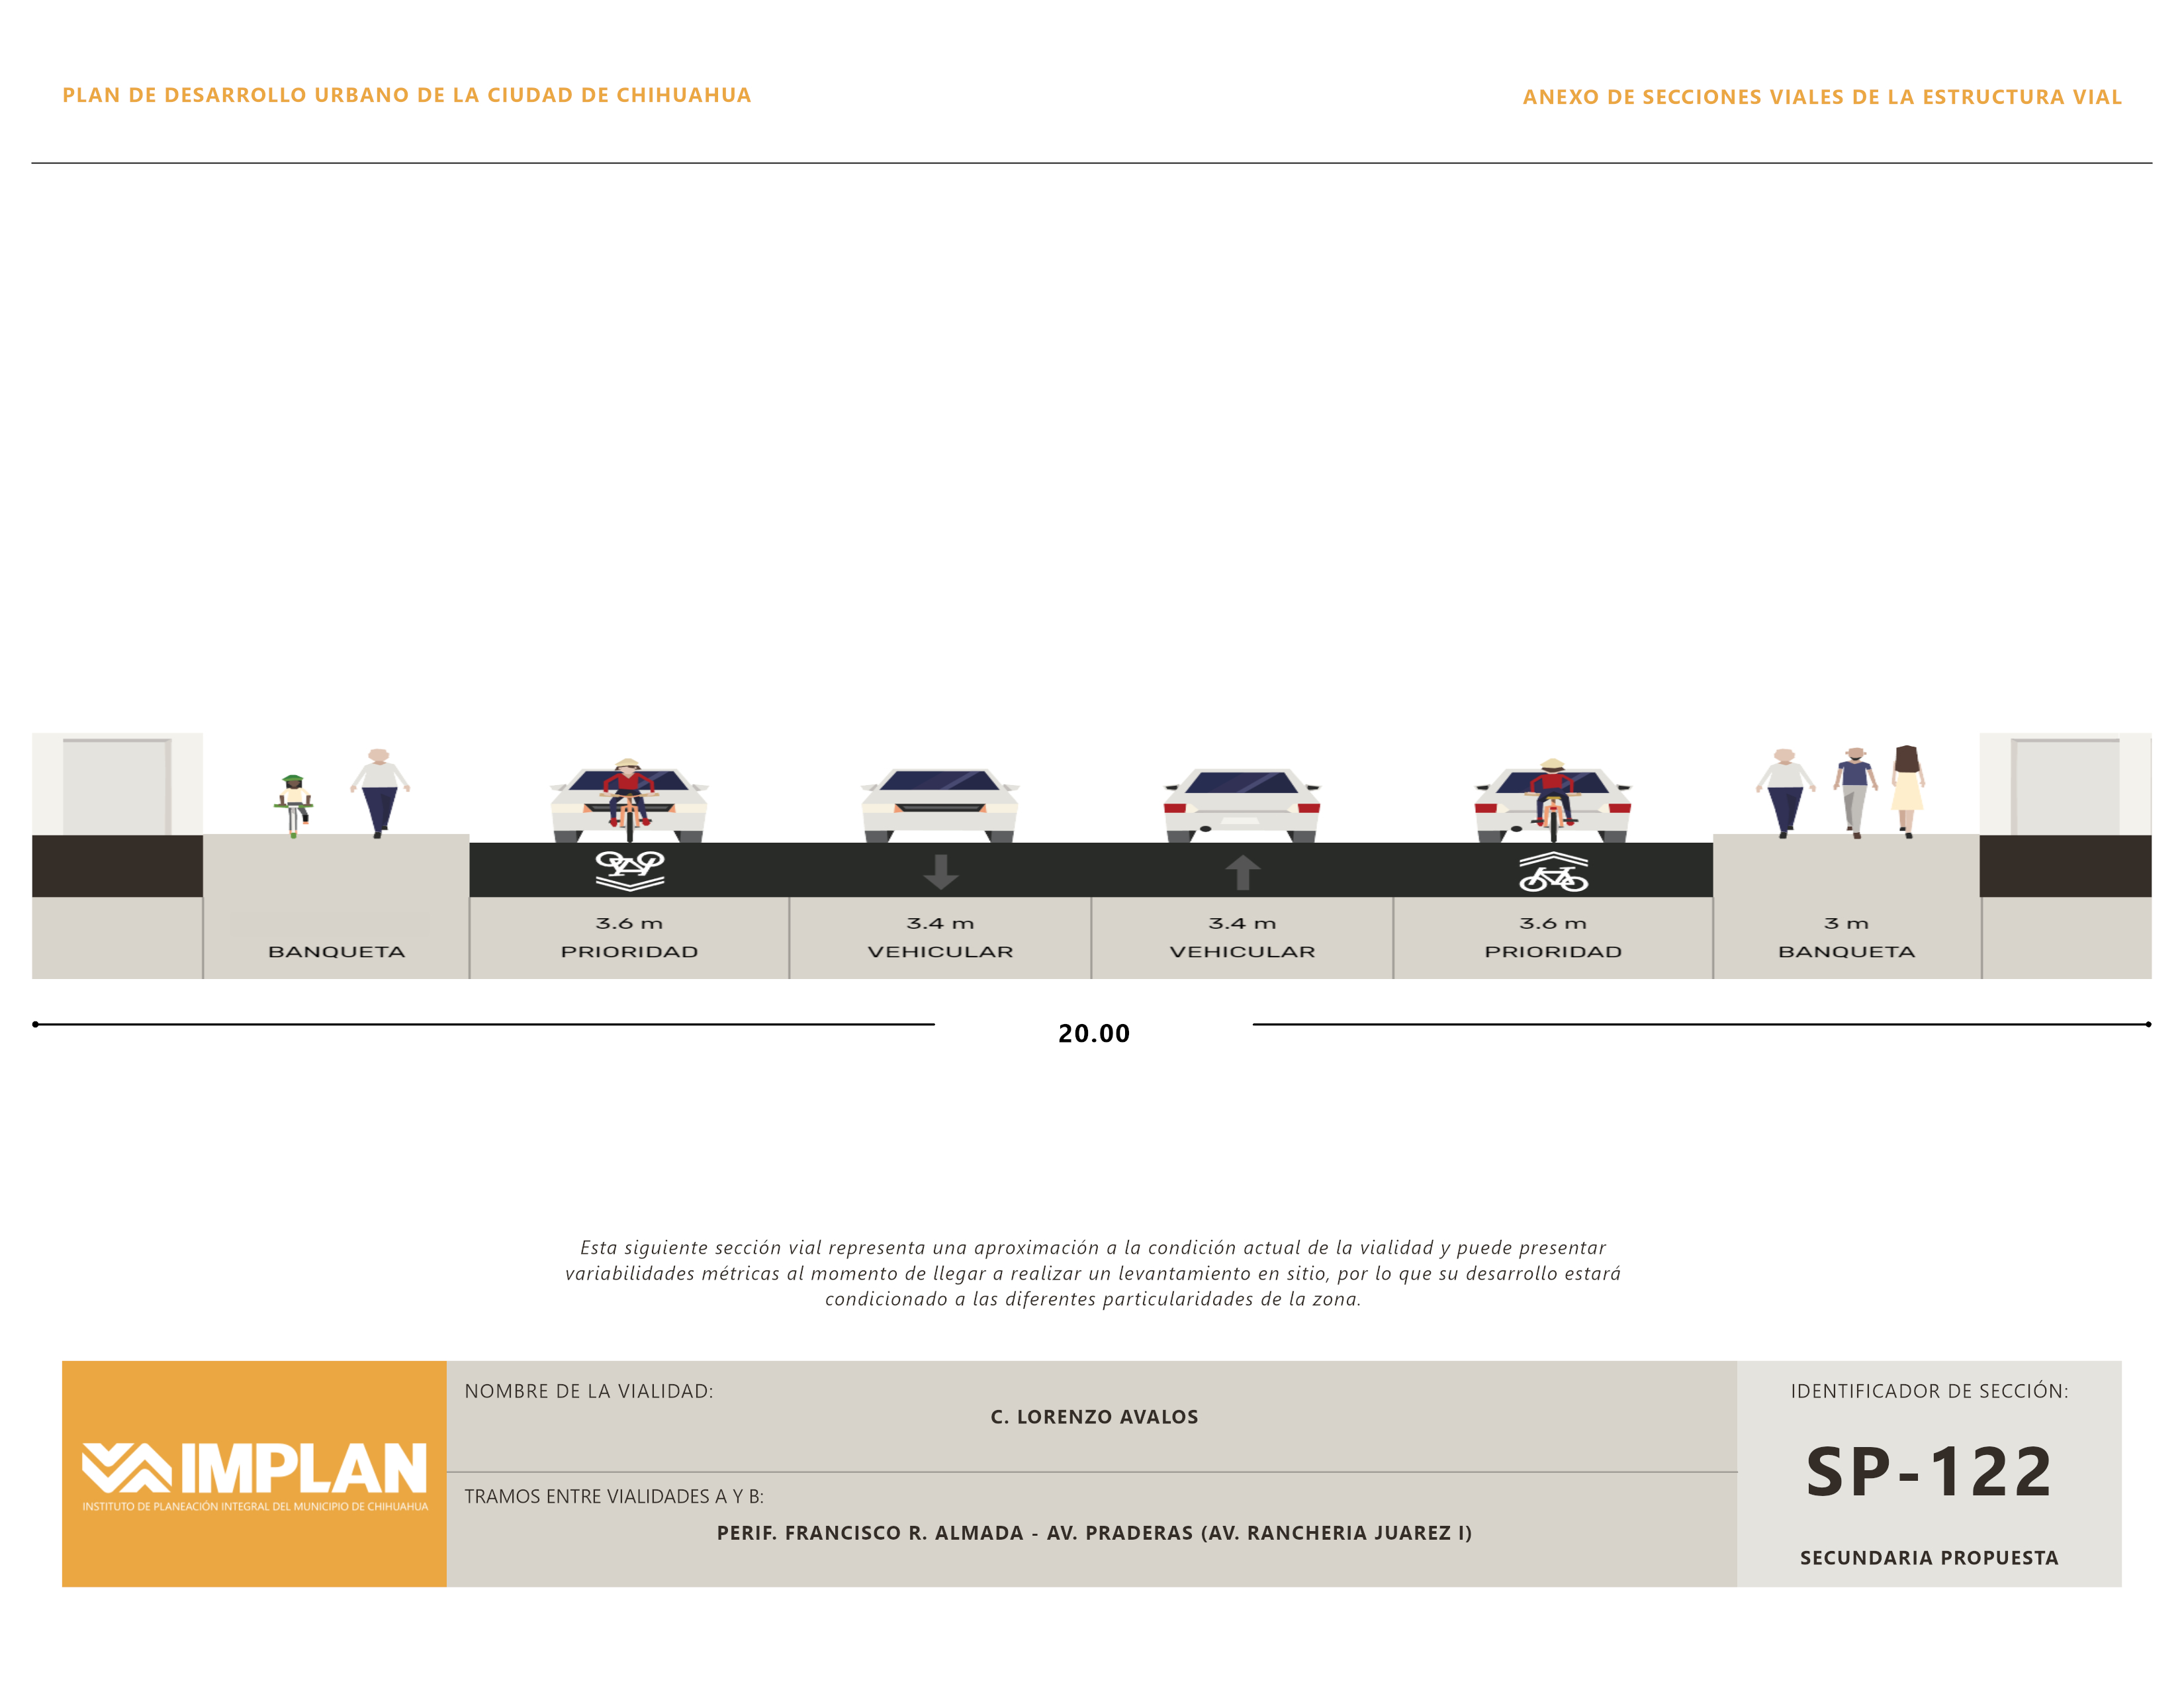 PLAN DE DESARROLLO URBANO DE LA CIUDAD DE CHIHUAHUA
ANEXO DE SECCIONES VIALES DE LA ESTRUCTURA VIAL
3.6 m
3.4 m
3.4 m
3.6 m
3 m
BANQUETA
PRIORIDAD
VEHICULAR
VEHICULAR
PRIORIDAD
BANQUETA
20.00
Esta siguiente sección vial representa una aproximación a la condición actual de la vialidad y puede presentar
variabilidades métricas al momento de llegar a realizar un levantamiento en sitio, por lo que su desarrollo estará
condicionado a las diferentes particularidades de la zona.
IMPLAN
INSTITUTO DE PLANEACIÓN INTEGRAL DEL MUNICIPIO DE CHIHUAHUA
NOMBRE DE LA VIALIDAD:
C. LORENZO AVALOS
TRAMOS ENTRE VIALIDADES A Y B:
PERIF. FRANCISCO R. ALMADA - AV. PRADERAS (AV. RANCHERIA JUAREZ I)
IDENTIFICADOR DE SECCIÓN:
SP-122
SECUNDARIA PROPUESTA